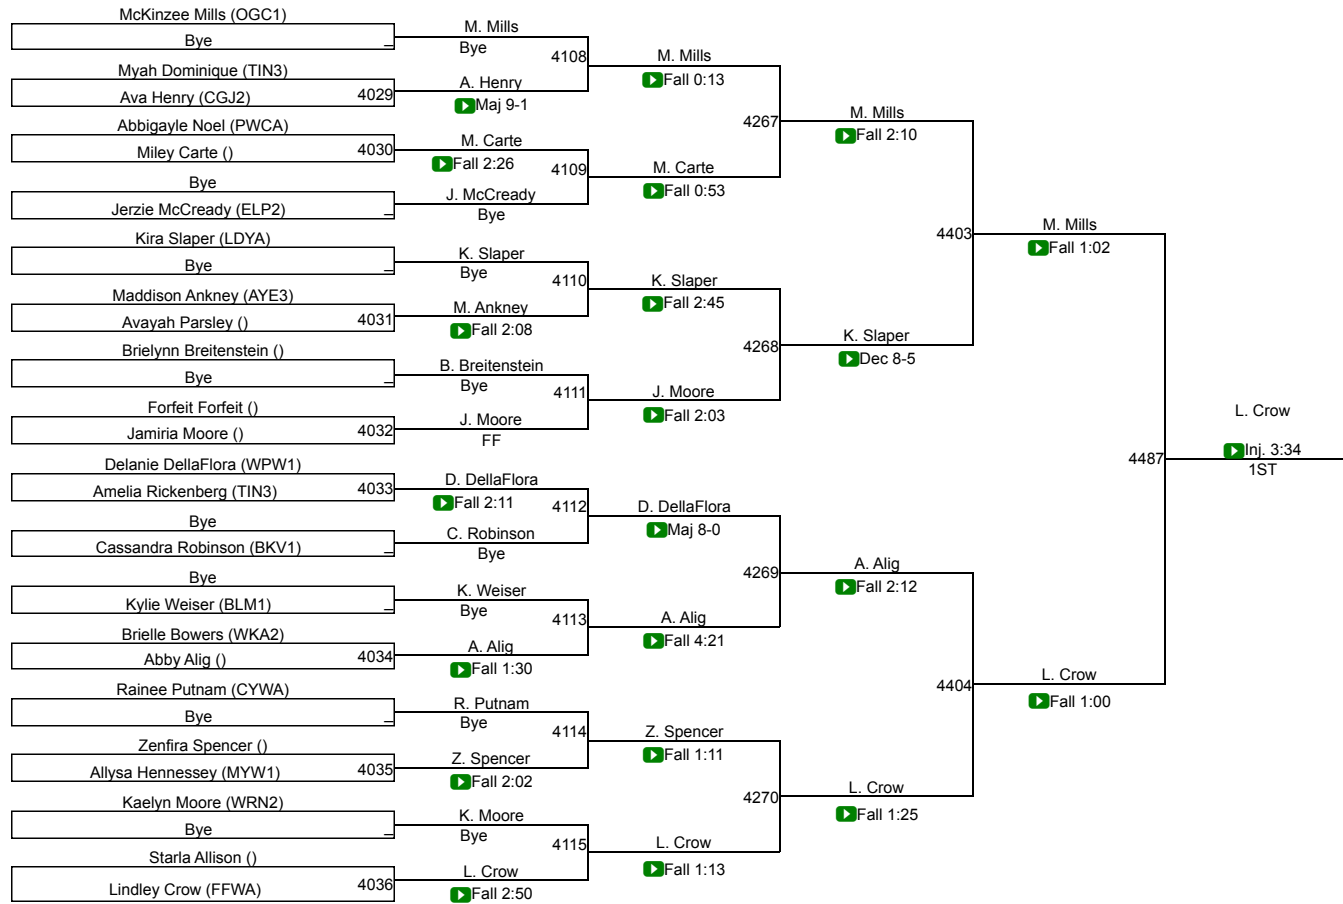 McKinzee Mills (OGC1)
Bye
_
Myah Dominique (TIN3)
Ava Henry (CGJ2)
4029
Abbigayle Noel (PWCA)
Miley Carte ()
4030
Bye
Jerzie McCready (ELP2)
_
Kira Slaper (LDYA)
Bye
_
Maddison Ankney (AYE3)
Avayah Parsley ()
4031
Brielynn Breitenstein ()
Bye
_
Forfeit Forfeit ()
Jamiria Moore ()
4032
Delanie DellaFlora (WPW1)
Amelia Rickenberg (TIN3)
4033
Bye
Cassandra Robinson (BKV1)
_
Bye
Kylie Weiser (BLM1)
_
Brielle Bowers (WKA2)
Abby Alig ()
4034
Rainee Putnam (CYWA)
Bye
_
Zenfira Spencer ()
Allysa Hennessey (MYW1)
4035
Kaelyn Moore (WRN2)
Bye
_
Starla Allison ()
Lindley Crow (FFWA)
4036
M. Mills
Bye
4108
A. Henry
Maj 9-1
M. Carte
Fall 2:26
4109
J. McCready
Bye
K. Slaper
Bye
4110
M. Ankney
Fall 2:08
B. Breitenstein
Bye
4111
J. Moore
FF
D. DellaFlora
Fall 2:11
4112
C. Robinson
Bye
K. Weiser
Bye
4113
A. Alig
Fall 1:30
R. Putnam
Bye
4114
Z. Spencer
Fall 2:02
K. Moore
Bye
4115
L. Crow
Fall 2:50
M. Mills
Fall 0:13
4267
M. Carte
Fall 0:53
K. Slaper
Fall 2:45
4268
J. Moore
Fall 2:03
D. DellaFlora
Maj 8-0
4269
A. Alig
Fall 4:21
Z. Spencer
Fall 1:11
4270
L. Crow
Fall 1:13
M. Mills
Fall 2:10
4403
K. Slaper
Dec 8-5
A. Alig
Fall 2:12
4404
L. Crow
Fall 1:25
M. Mills
Fall 1:02
4487
L. Crow
Fall 1:00
L. Crow
Inj. 3:34
1ST